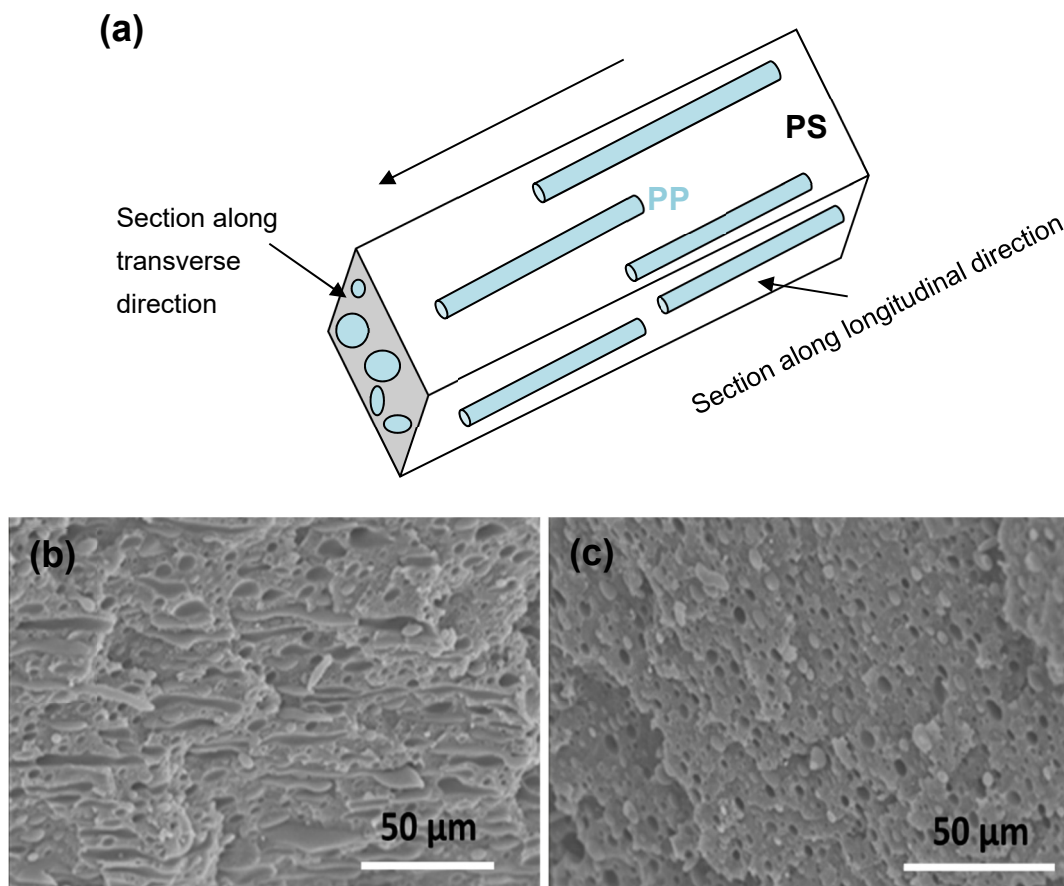 (a)
PS
PP
Section along
transverse
direction
Section along longitudinal direction
(b)
(c)
50 μm
50 μm